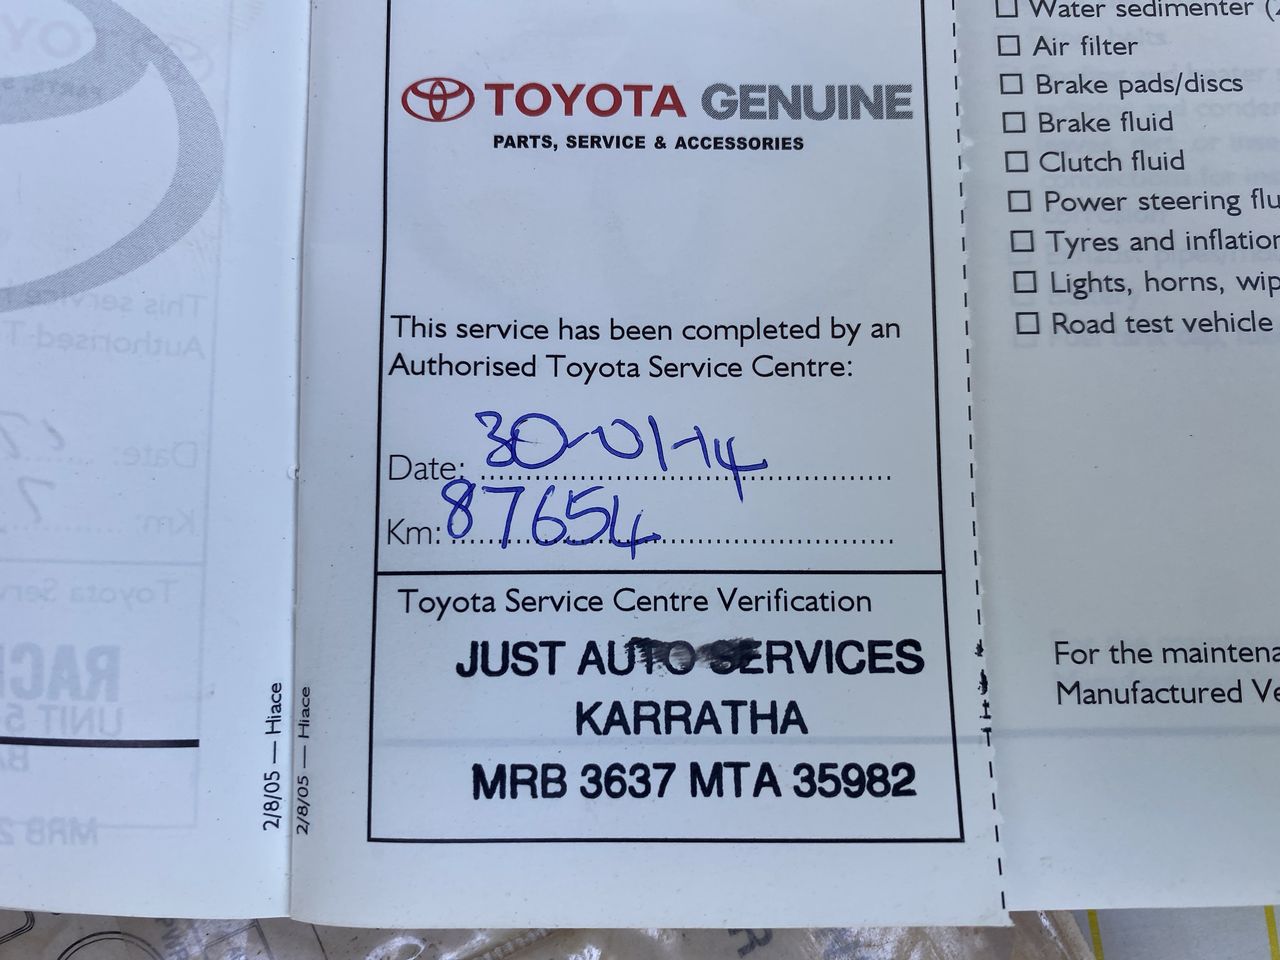 TOYOTA GENUINE
PARTS, SERVICE & ACCESSORIES
This service has been completed by an
Authorised Toyota Service Centre:
Date: 30-01-14
Km: 87654
Toyota Service Centre Verification
JUST AUTO SERVICES
KARRATHA
MRB 3637 MTA 35982
2/8/05 — Hiace
2/8/05 — Hiace
☐ Water sedimenter (
☐ Air filter
☐ Brake pads/discs
☐ Brake fluid
☐ Clutch fluid
☐ Power steering flu
☐ Tyres and inflation
☐ Lights, horns, wip
☐ Road test vehicle
For the maintena
Manufactured Ve